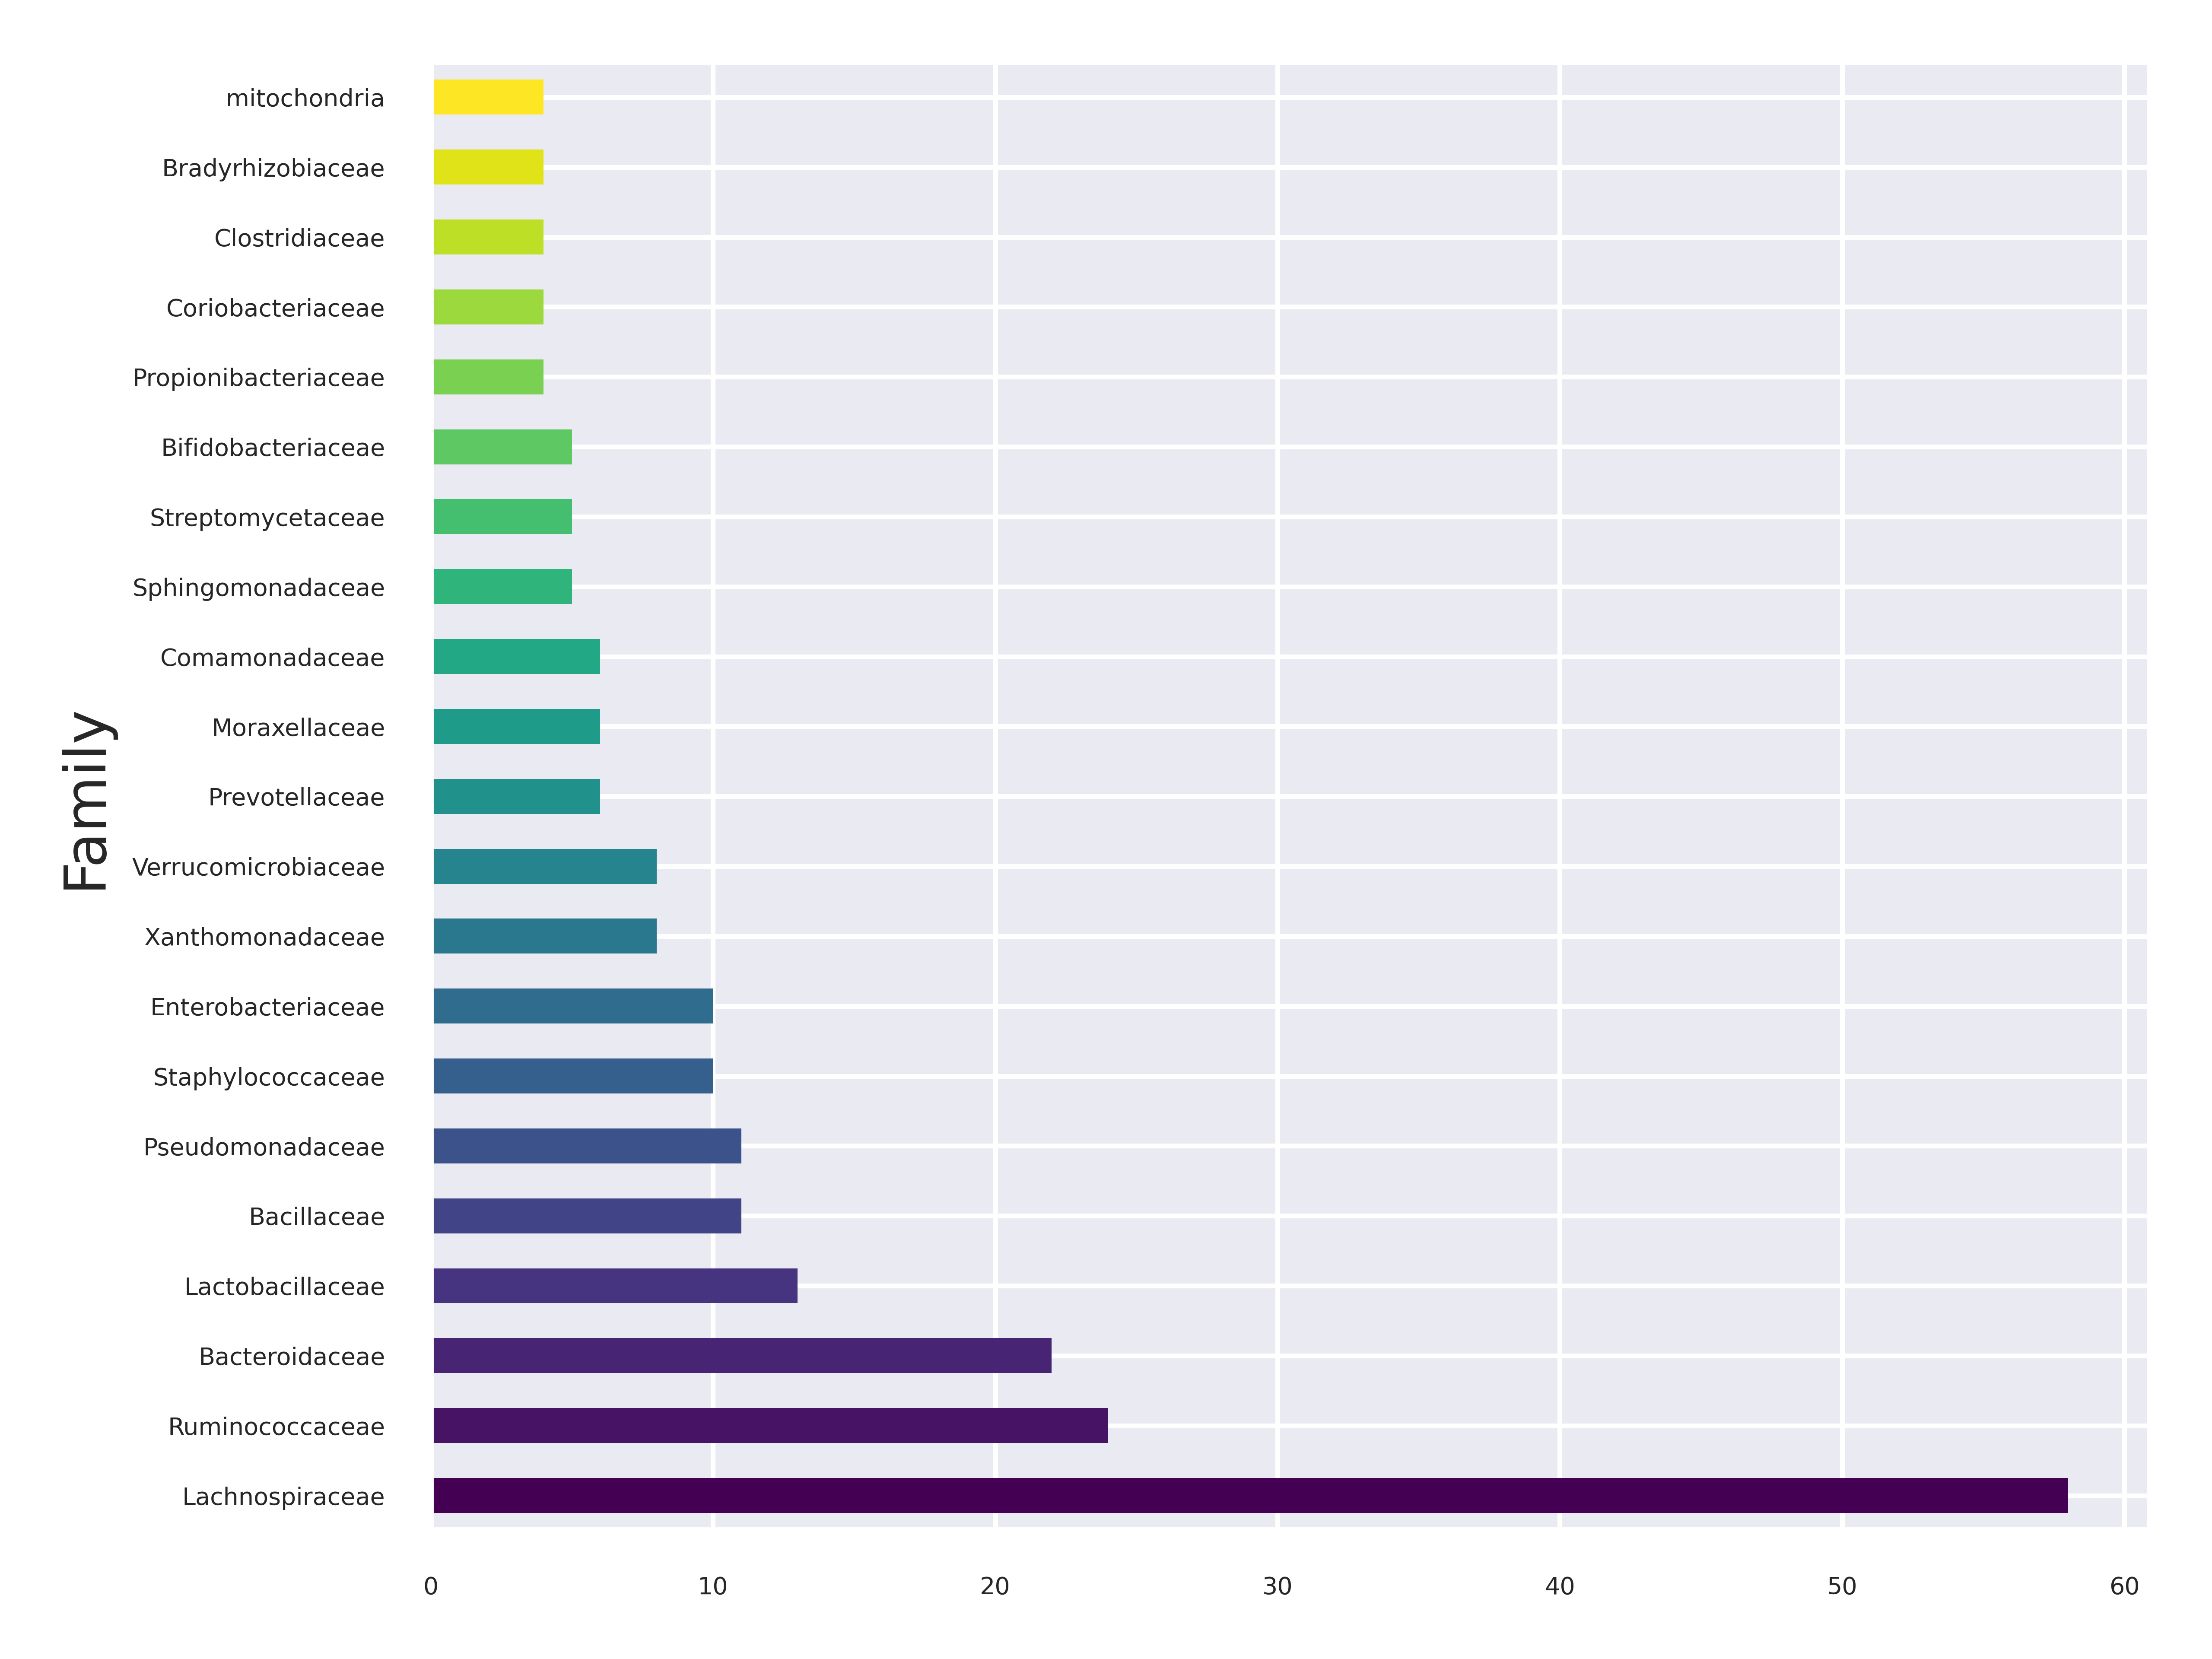 Family
mitochondria
Bradyrhizobiaceae
Clostridiaceae
Coriobacteriaceae
Propionibacteriaceae
Bifidobacteriaceae
Streptomycetaceae
Sphingomonadaceae
Comamonadaceae
Moraxellaceae
Prevotellaceae
Verrucomicrobiaceae
Xanthomonadaceae
Enterobacteriaceae
Staphylococcaceae
Pseudomonadaceae
Bacillaceae
Lactobacillaceae
Bacteroidaceae
Ruminococcaceae
Lachnospiraceae
0 10 20 30 40 50 60